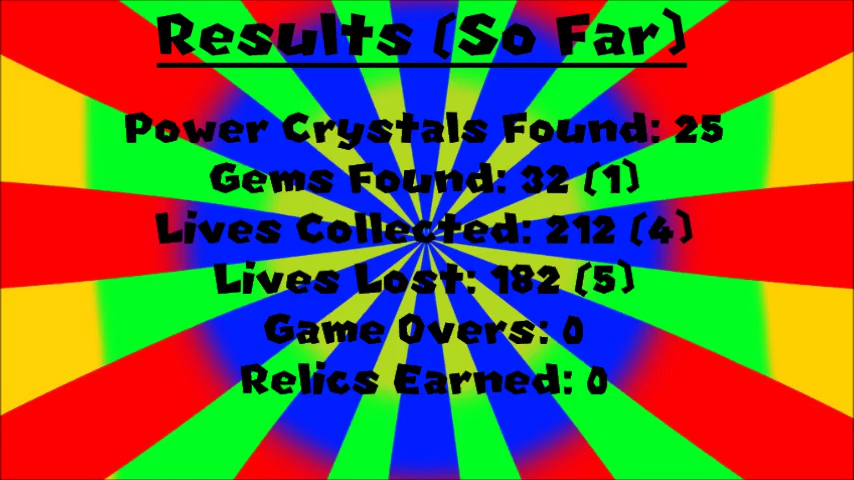 Results (So Far)
Power Crystals Found: 25
Gems Found: 32 (1)
Lives Collected: 212 (4)
Lives Lost: 182 (5)
Game Overs: 0
Relics Earned: 0